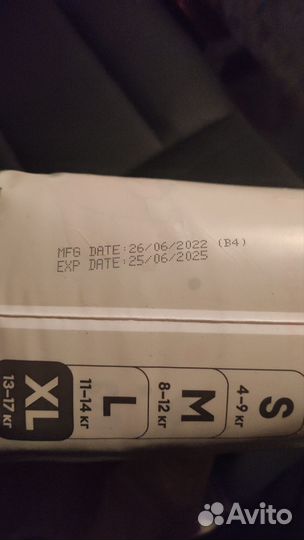 MFG DATE:26/06/2022 (B4)
EXP DATE:25/06/2025
S
4-9 кг
M
8-12 кг
L
11-14 кг
XL
13-17 кг
Avito